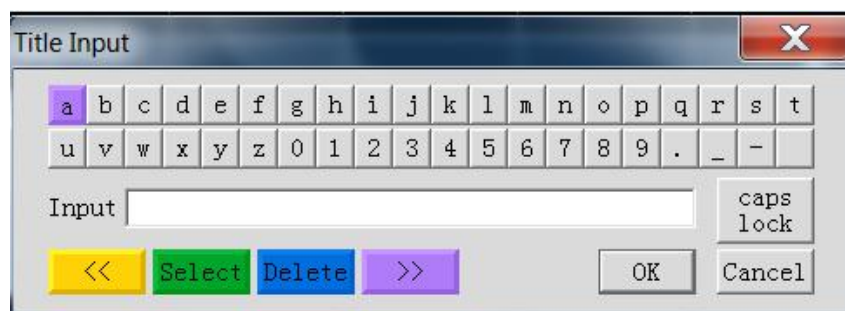 Title Input X
a b c d e f g h i j k l m n o p q r s t
u v w x y z 0 1 2 3 4 5 6 7 8 9 . _ -
Input caps lock
<< Select Delete >> OK Cancel